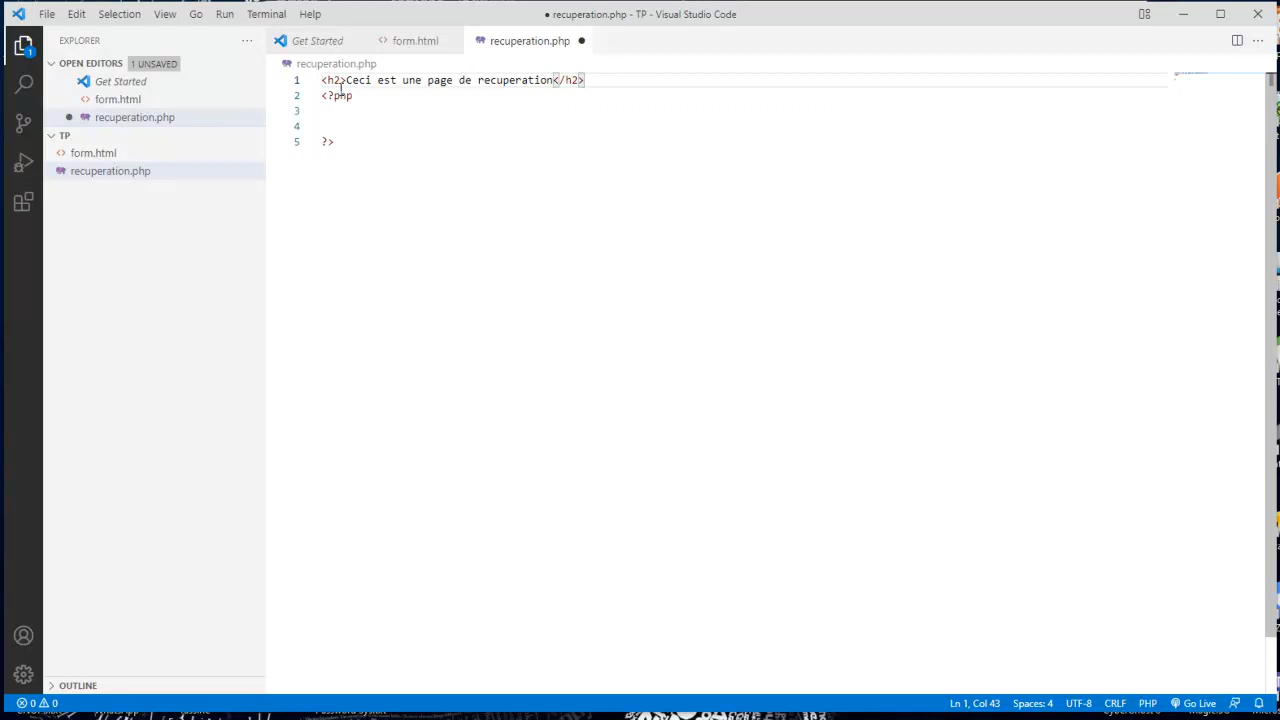 File Edit Selection View Go Run Terminal Help
● recuperation.php - TP - Visual Studio Code
EXPLORER
Get Started
form.html
recuperation.php
OPEN EDITORS 1 UNSAVED
Get Started
form.html
recuperation.php
TP
form.html
recuperation.php
OUTLINE
1
recuperation.php
1 <h2>Ceci est une page de recuperation</h2>
2 <?php
3
4
5 ?>
0 0
Ln 1, Col 43 Spaces: 4 UTF-8 CRLF PHP Go Live